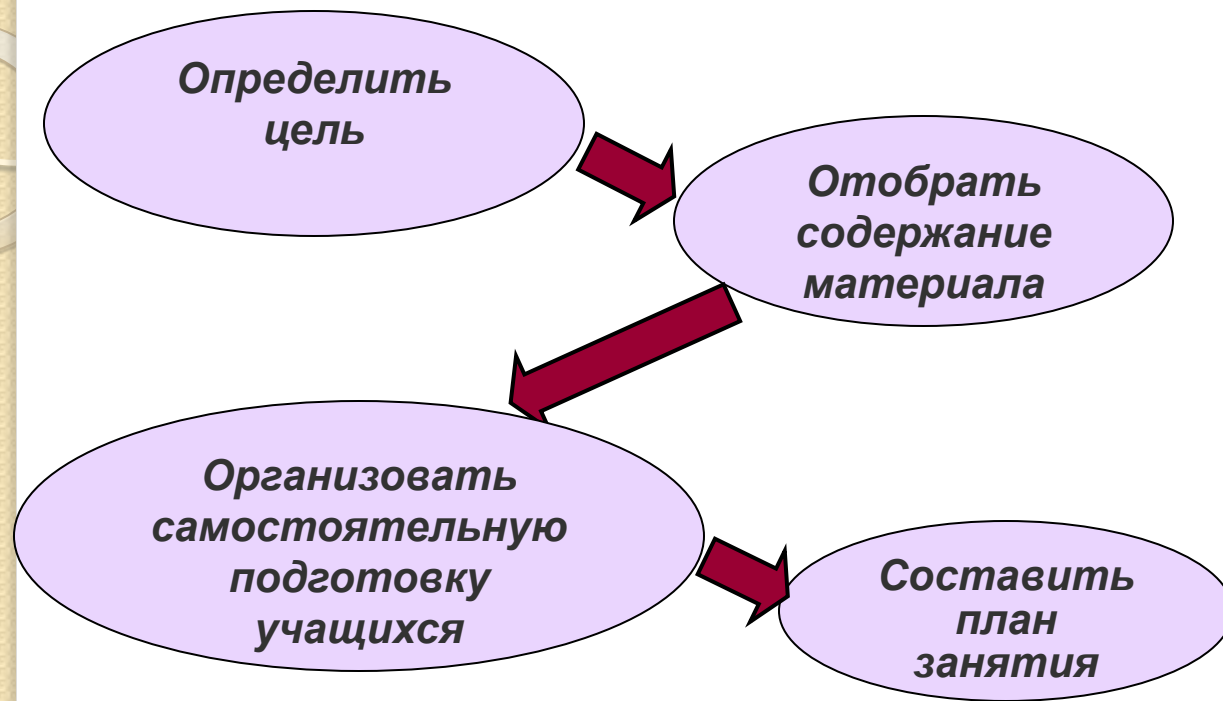 Определить
цель
Отобрать
содержание
материала
Организовать
самостоятельную
подготовку
учащихся
Составить
план
занятия